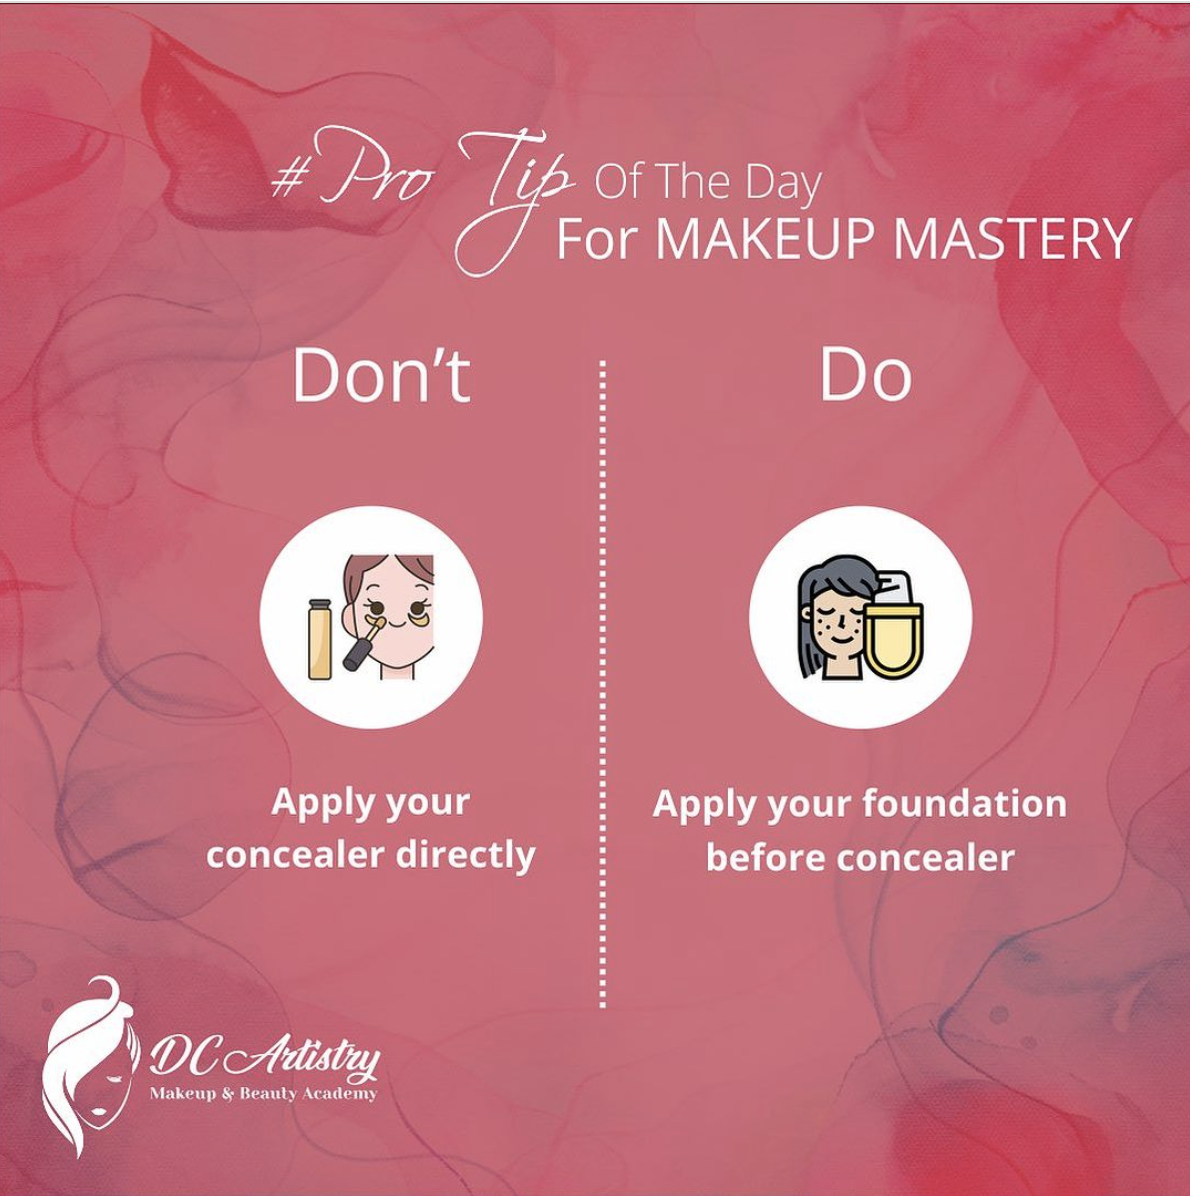 #Pro Tip Of The Day
For MAKEUP MASTERY
Don't
Do
Apply your
concealer directly
Apply your foundation
before concealer
DC Artistry
Makeup & Beauty Academy